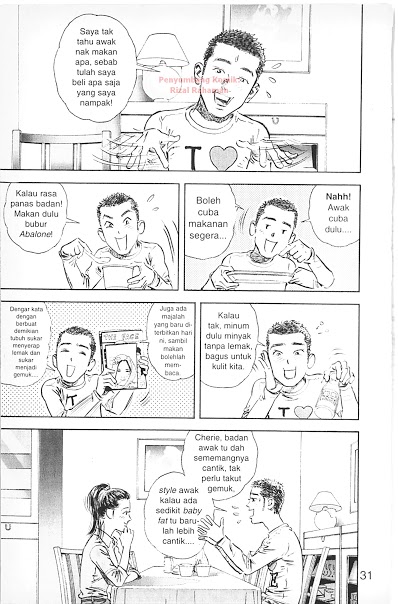 Saya tak
tahu awak
nak makan
apa, sebab
tulah saya
beli apa saja
yang saya
nampak!
Penyumbang Komik:
Rizal Rahman
T
Kalau rasa
panas badan!
Makan dulu
bubur
Abalone!
Boleh
cuba
makanan
segera....
Nahh!
Awak
cuba
dulu....
Dengar kata
dengan
berbuat
demikian
tubuh sukar
menyerap
lemak dan
sukar
menjadi
gemuk....
Juga ada
majalah
yang baru di-
terbitkan hari
ni, sambil
makan
bolehlah
mem-
baca.
T
Kalau
tak, minum
dulu minyak
tanpa lemak,
bagus untuk
kulit kita.
T
Cherie, badan
awak tu dah
sememangnya
cantik, tak
perlu takut
gemuk,
style awak
kalau ada
sedikit baby
fat tu baru-
lah lebih
cantik....
31